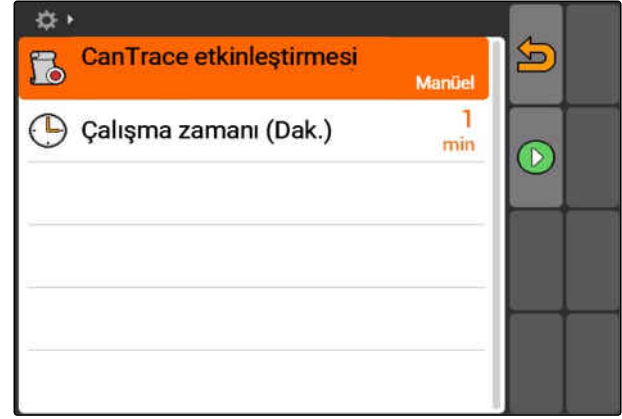 CanTrace etkinleştirmesi
Manüel
Çalışma zamanı (Dak.)
1
min